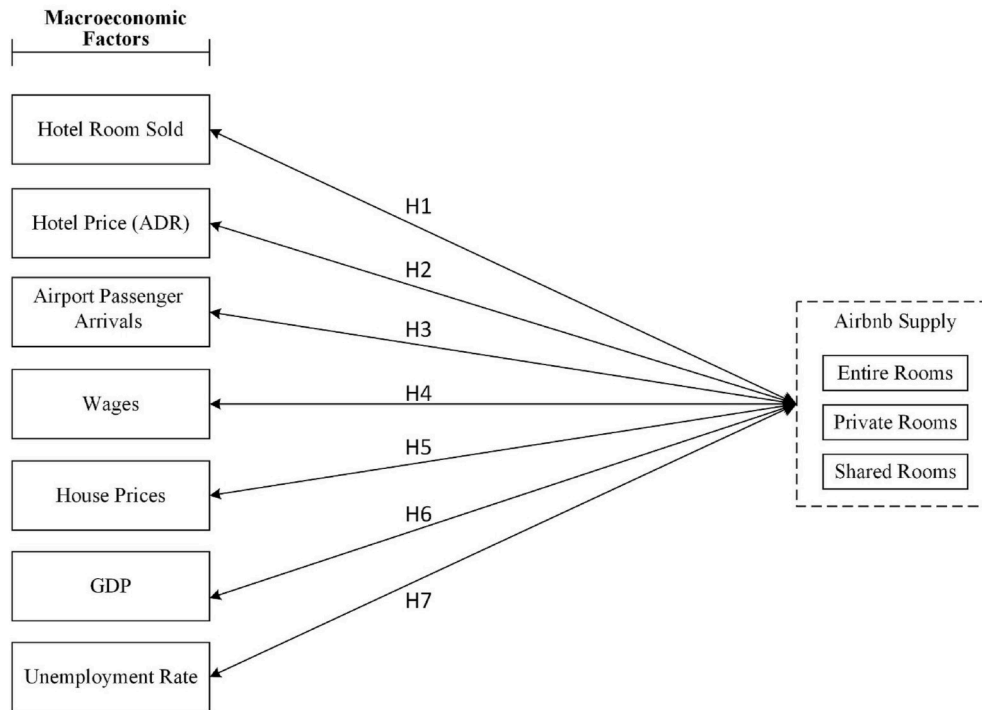 Macroeconomic
Factors
Hotel Room Sold
Hotel Price (ADR)
Airport Passenger
Arrivals
Wages
House Prices
GDP
Unemployment Rate
H1
H2
H3
H4
H5
H6
H7
Airbnb Supply
Entire Rooms
Private Rooms
Shared Rooms